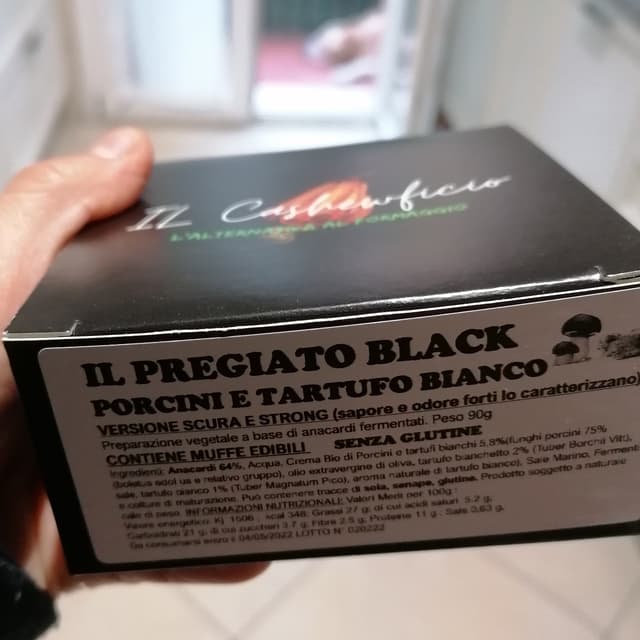 IL Cashewficio
L'ALTERNATIVA AL FORMAGGIO
IL PREGIATO BLACK
PORCINI E TARTUFO BIANCO
VERSIONE SCURA E STRONG (sapore e odore forti lo caratterizzano)
Preparazione vegetale a base di anacardi fermentati. Peso 90g
CONTIENE MUFFE EDIBILI SENZA GLUTINE
Ingredienti: Anacardi 64%, Acqua, Crema Bio di Porcini e tartufi bianchi 5,8%(funghi porcini 75%
(boletus edulus e relativo gruppo), olio extravergine di oliva, tartufo bianchetto 2% (Tuber Borchii Vitt),
sale, tartufo bianco 1% (Tuber Magnatum Pico), aroma naturale di tartufo bianco), Sale Marino, Fermenti
e colture di maturazione. Può contenere tracce di soia, senape, glutine. Prodotto soggetto a naturale
calo di peso. INFORMAZIONI NUTRIZIONALI: Valori Medi per 100g:
Valore energetico: Kj 1506 ; kcal 348; Grassi 27 g; di cui acidi saturi 5.2 g,
Carboidrati 21 g; di cui zuccheri 3.7 g, Fibre 2.5 g; Proteine 11 g; Sale 0,63 g.
Da consumarsi entro il 04/05/2022 LOTTO N° 020222